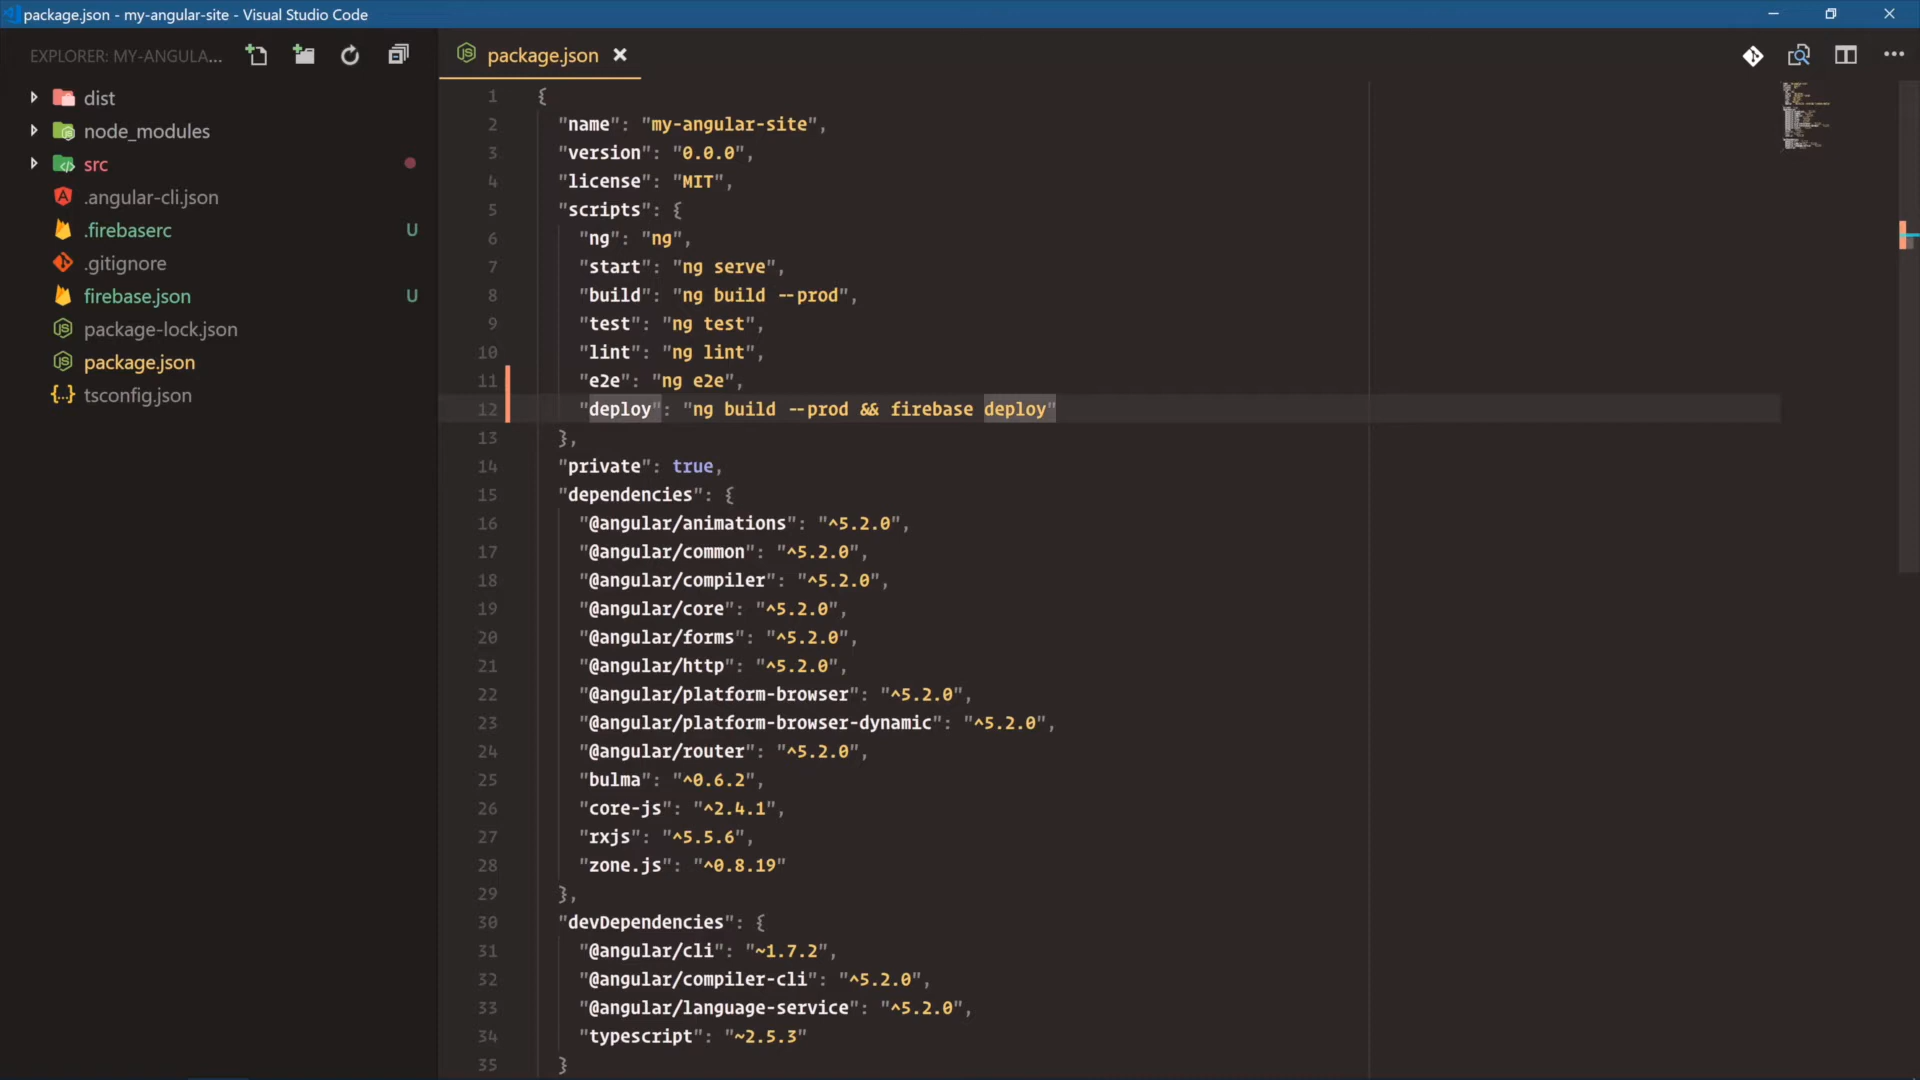 package.json - my-angular-site - Visual Studio Code
EXPLORER: MY-ANGULA...
dist
node_modules
src
.angular-cli.json
.firebaserc U
.gitignore
firebase.json U
package-lock.json
package.json
tsconfig.json
package.json
1 {
2 "name": "my-angular-site",
3 "version": "0.0.0",
4 "license": "MIT",
5 "scripts": {
6 "ng": "ng",
7 "start": "ng serve",
8 "build": "ng build --prod",
9 "test": "ng test",
10 "lint": "ng lint",
11 "e2e": "ng e2e",
12 "deploy": "ng build --prod && firebase deploy"
13 },
14 "private": true,
15 "dependencies": {
16 "@angular/animations": "^5.2.0",
17 "@angular/common": "^5.2.0",
18 "@angular/compiler": "^5.2.0",
19 "@angular/core": "^5.2.0",
20 "@angular/forms": "^5.2.0",
21 "@angular/http": "^5.2.0",
22 "@angular/platform-browser": "^5.2.0",
23 "@angular/platform-browser-dynamic": "^5.2.0",
24 "@angular/router": "^5.2.0",
25 "bulma": "^0.6.2",
26 "core-js": "^2.4.1",
27 "rxjs": "^5.5.6",
28 "zone.js": "^0.8.19"
29 },
30 "devDependencies": {
31 "@angular/cli": "~1.7.2",
32 "@angular/compiler-cli": "^5.2.0",
33 "@angular/language-service": "^5.2.0",
34 "typescript": "~2.5.3"
35 }